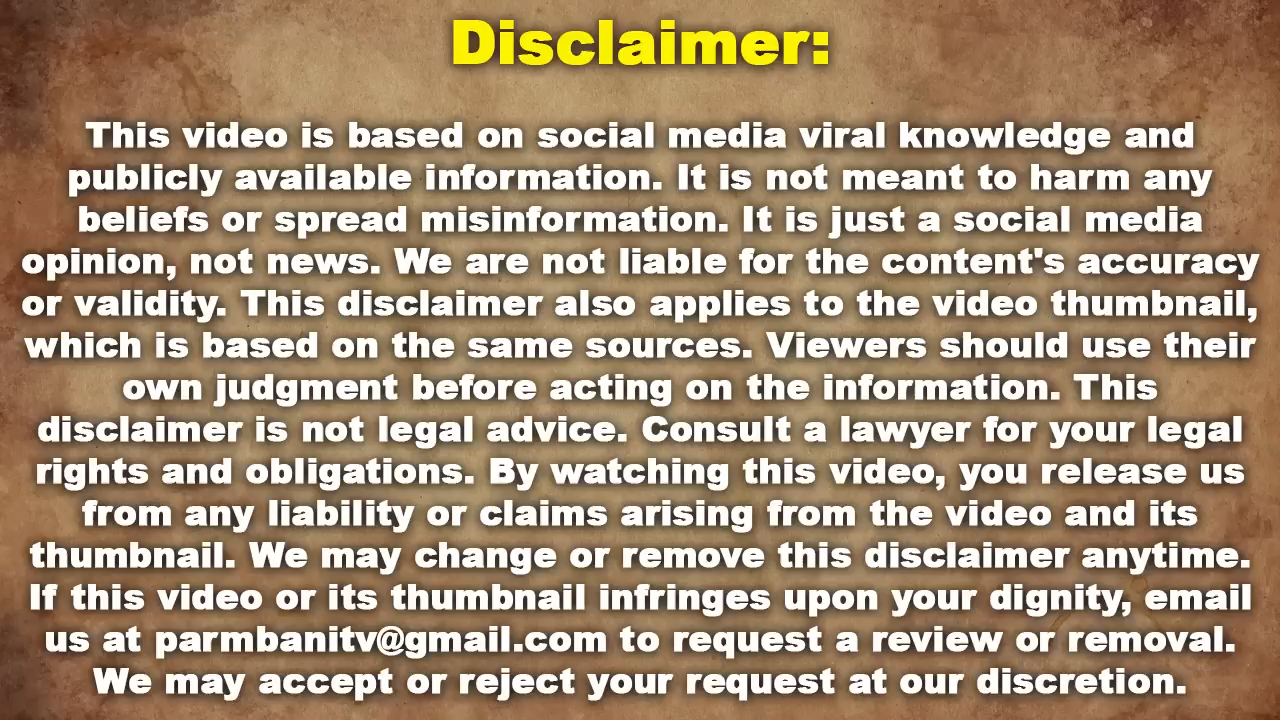 Disclaimer:
This video is based on social media viral knowledge and
publicly available information. It is not meant to harm any
beliefs or spread misinformation. It is just a social media
opinion, not news. We are not liable for the content's accuracy
or validity. This disclaimer also applies to the video thumbnail,
which is based on the same sources. Viewers should use their
own judgment before acting on the information. This
disclaimer is not legal advice. Consult a lawyer for your legal
rights and obligations. By watching this video, you release us
from any liability or claims arising from the video and its
thumbnail. We may change or remove this disclaimer anytime.
If this video or its thumbnail infringes upon your dignity, email
us at parmbanitv@gmail.com to request a review or removal.
We may accept or reject your request at our discretion.